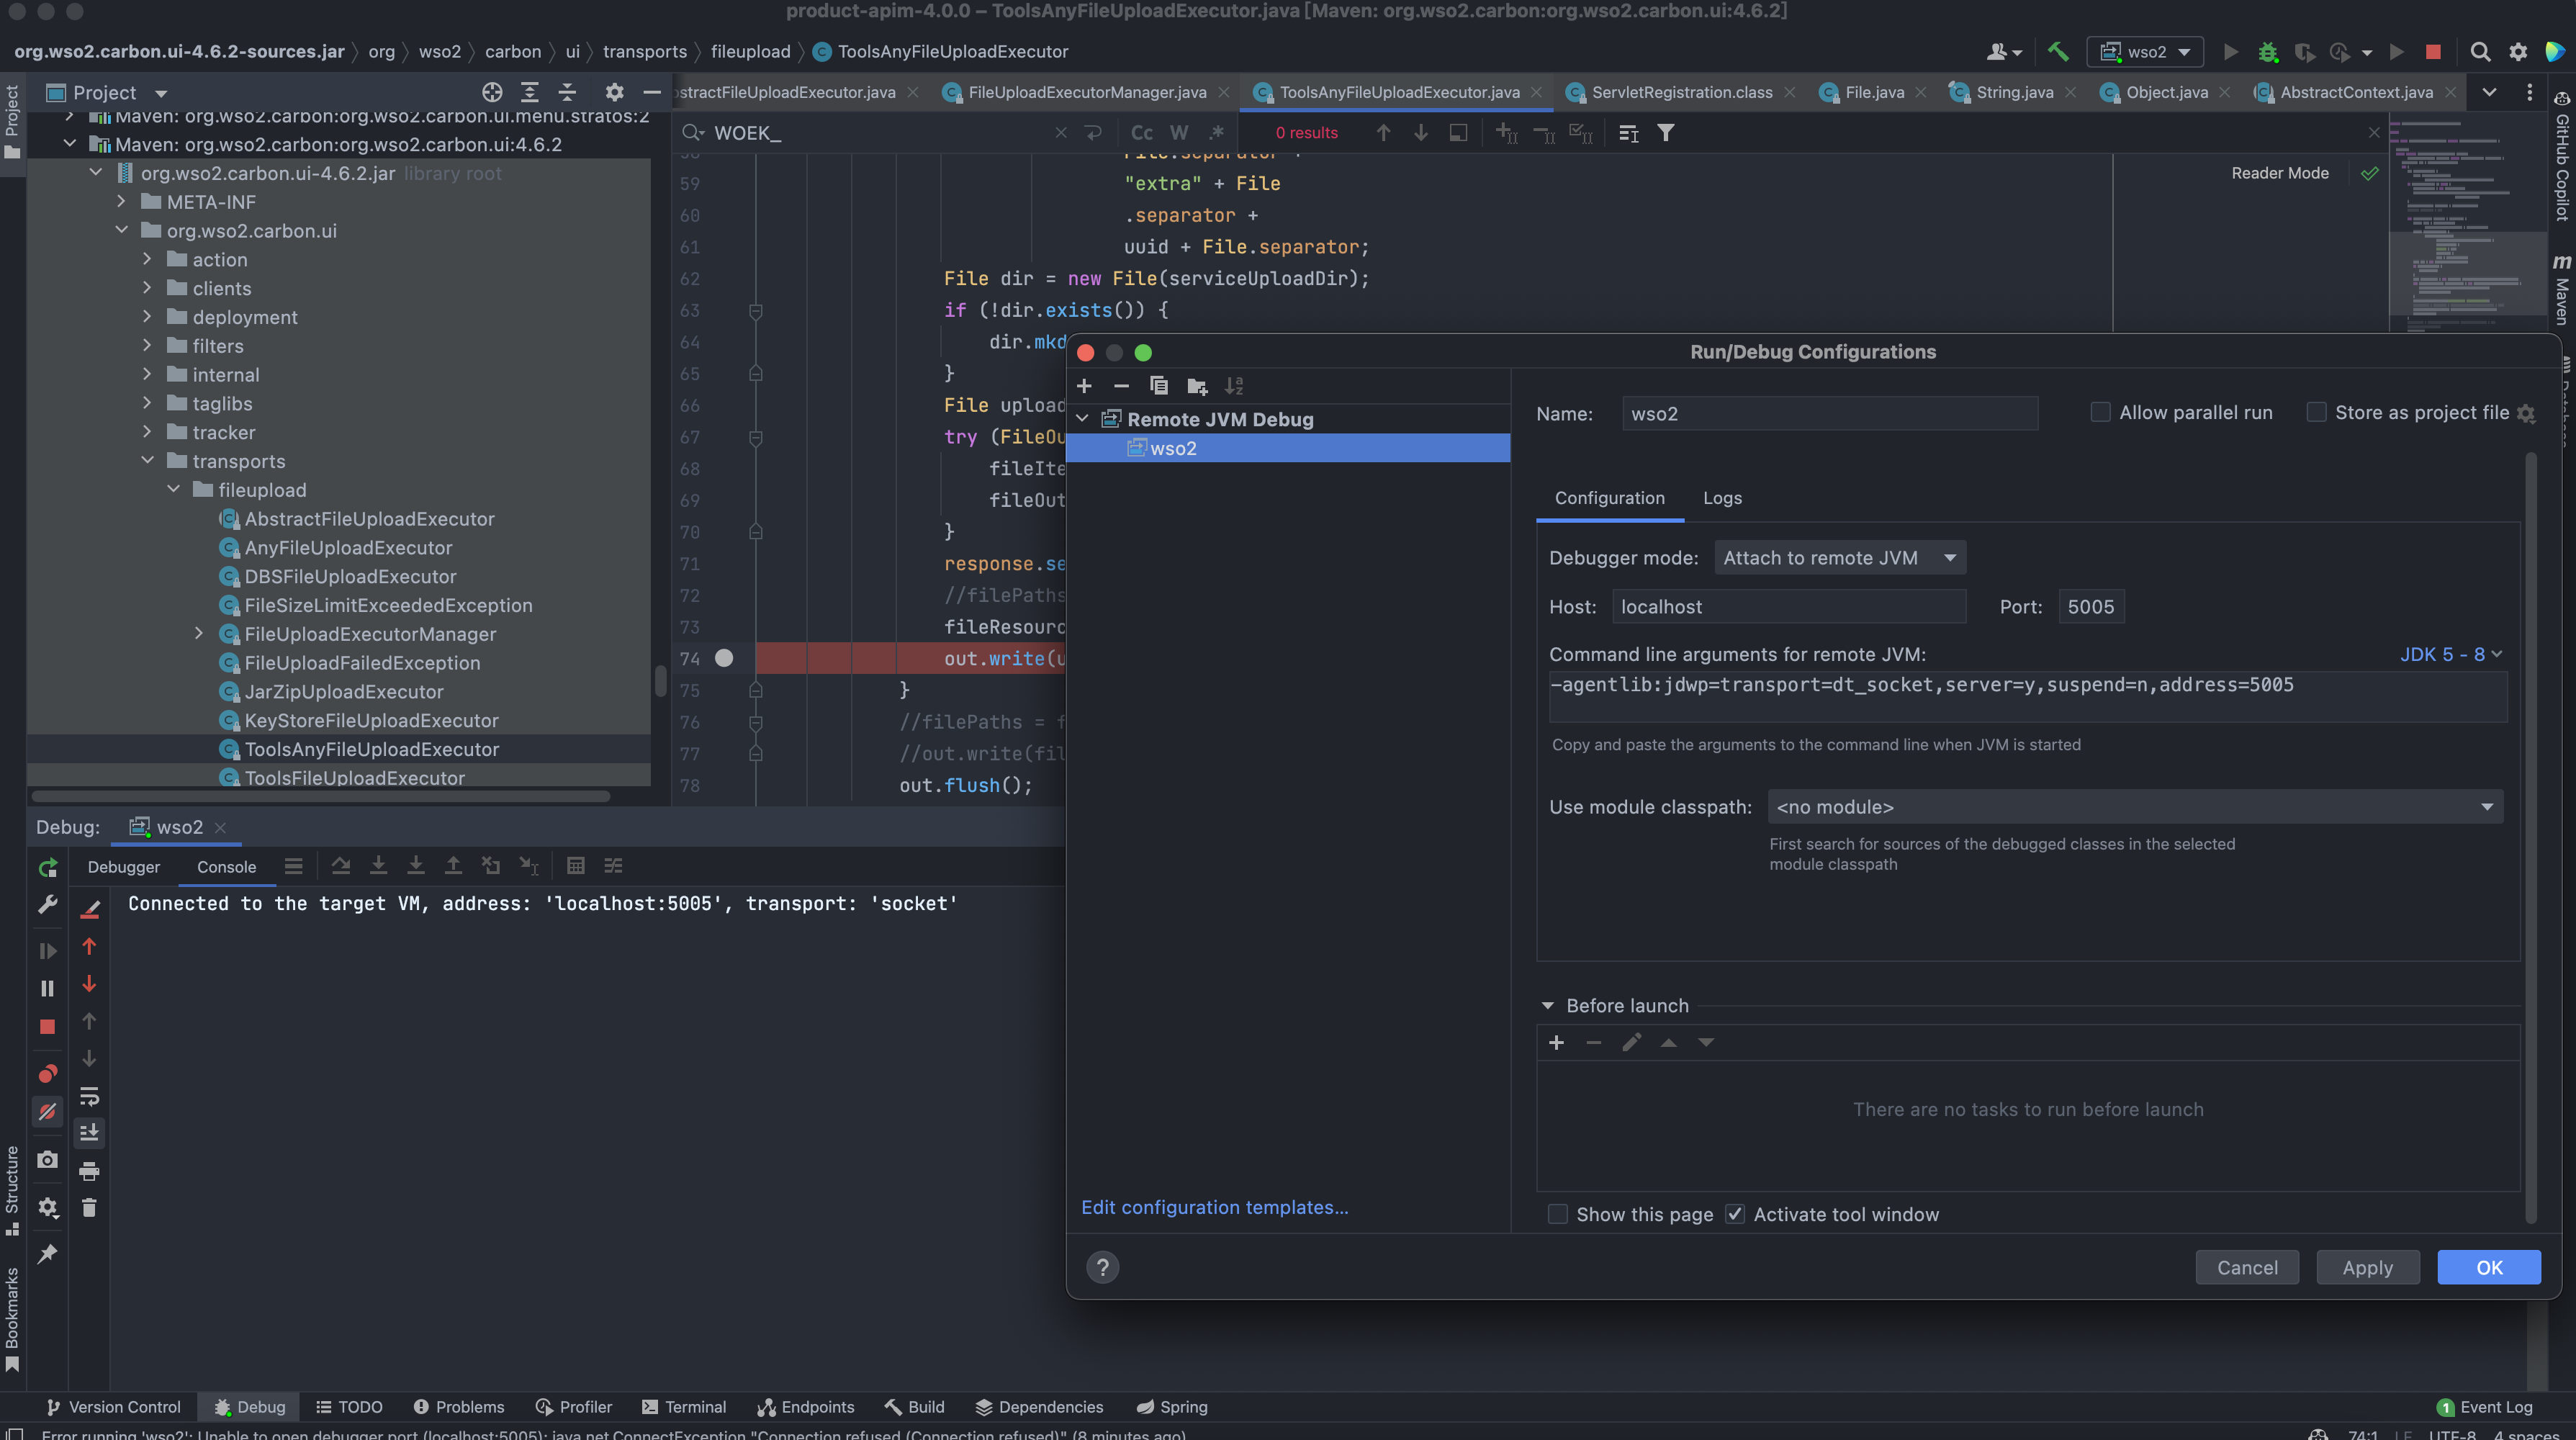 product-apim-4.0.0 – ToolsAnyFileUploadExecutor.java [Maven: org.wso2.carbon:org.wso2.carbon.ui:4.6.2]
org.wso2.carbon.ui-4.6.2-sources.jar org wso2 carbon ui transports fileupload ToolsAnyFileUploadExecutor
wso2
Project
stractFileUploadExecutor.java FileUploadExecutorManager.java ToolsAnyFileUploadExecutor.java ServletRegistration.class File.java String.java Object.java AbstractContext.java
Project
GitHub Copilot
Maven
Maven: org.wso2.carbon:org.wso2.carbon.ui.menu.stratos:2
Maven: org.wso2.carbon:org.wso2.carbon.ui:4.6.2
org.wso2.carbon.ui-4.6.2.jar library root
META-INF
org.wso2.carbon.ui
action
clients
deployment
filters
internal
taglibs
tracker
transports
fileupload
AbstractFileUploadExecutor
AnyFileUploadExecutor
DBSFileUploadExecutor
FileSizeLimitExceededException
FileUploadExecutorManager
FileUploadFailedException
JarZipUploadExecutor
KeyStoreFileUploadExecutor
ToolsAnyFileUploadExecutor
ToolsFileUploadExecutor
WOEK_
Cc W .*
0 results
Reader Mode
File.separator +
59 "extra" + File
60 .separator +
61 uuid + File.separator;
62 File dir = new File(serviceUploadDir);
63 if (!dir.exists()) {
64 dir.mkd
65 }
66 File upload
67 try (FileOu
68 fileIte
69 fileOut
70 }
71 response.se
72 //filePaths
73 fileResourc
74 out.write(u
75 }
76 //filePaths = f
77 //out.write(fil
78 out.flush();
Run/Debug Configurations
Remote JVM Debug
wso2
Edit configuration templates...
Name: wso2
Allow parallel run
Store as project file
Configuration Logs
Debugger mode: Attach to remote JVM
Host: localhost Port: 5005
Command line arguments for remote JVM: JDK 5 - 8
-agentlib:jdwp=transport=dt_socket,server=y,suspend=n,address=5005
Copy and paste the arguments to the command line when JVM is started
Use module classpath: <no module>
First search for sources of the debugged classes in the selected
module classpath
Before launch
There are no tasks to run before launch
Show this page Activate tool window
? Cancel Apply OK
Debug: wso2
Debugger Console
Connected to the target VM, address: 'localhost:5005', transport: 'socket'
Structure
Bookmarks
Version Control Debug TODO Problems Profiler Terminal Endpoints Build Dependencies Spring
1 Event Log
Error running 'wso2': Unable to open debugger port (localhost:5005): java.net.ConnectException "Connection refused (Connection refused)" (8 minutes ago)
74:1 LF UTF-8 4 spaces